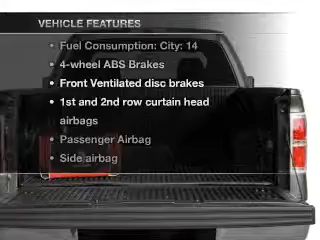 VEHICLE FEATURES
• Fuel Consumption: City: 14
• 4-wheel ABS Brakes
• Front Ventilated disc brakes
• 1st and 2nd row curtain head
airbags
• Passenger Airbag
• Side airbag